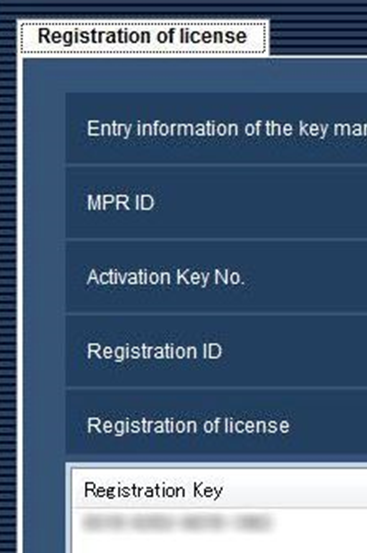 Registration of license
Entry information of the key
MPR ID
Activation Key No.
Registration ID
Registration of license
Registration Key